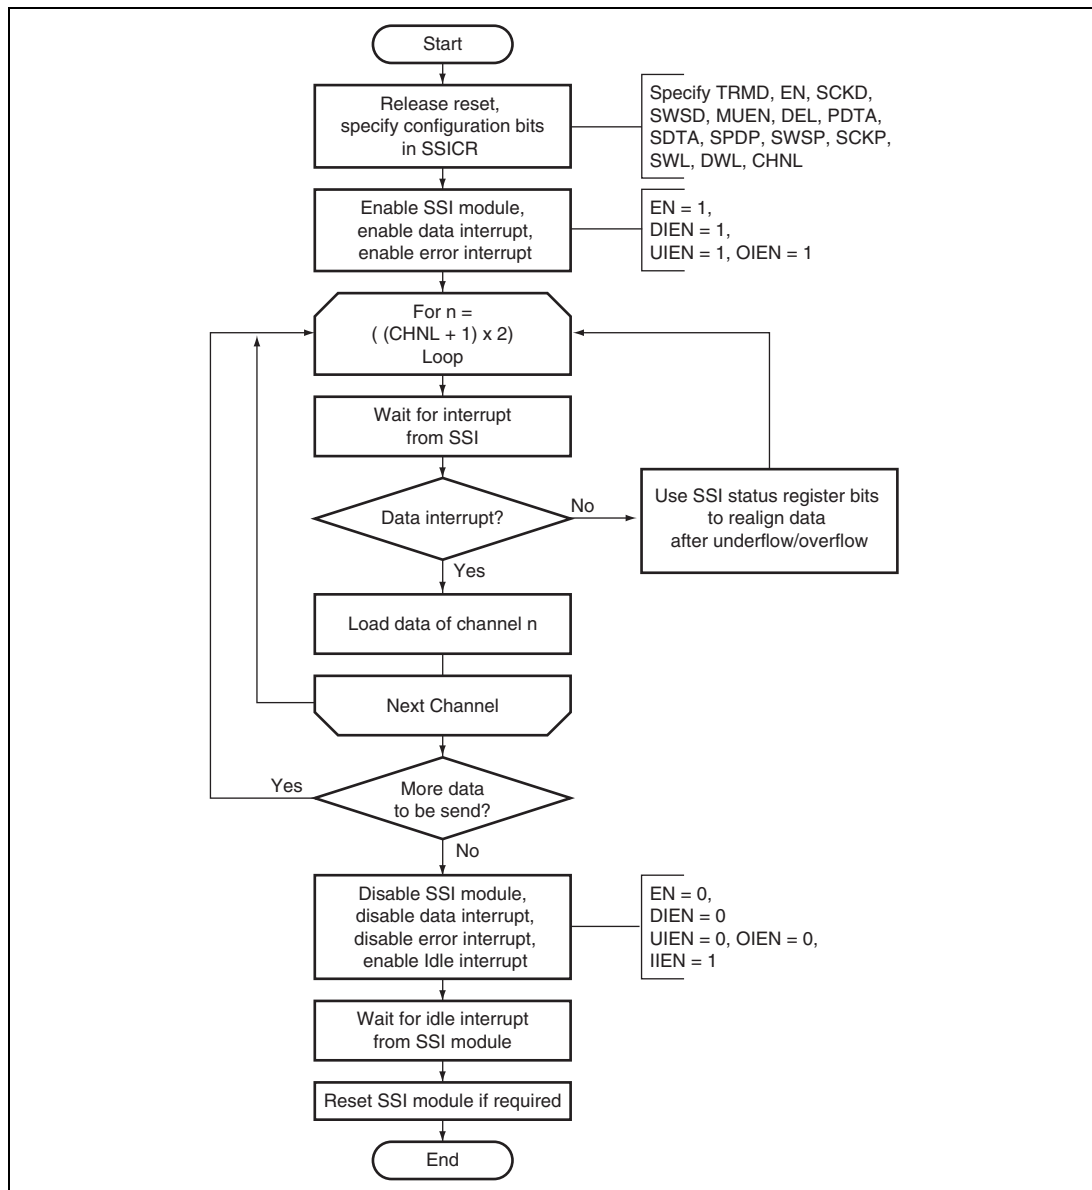 Start
Release reset,
specify configuration bits
in SSICR
Specify TRMD, EN, SCKD,
SWSD, MUEN, DEL, PDTA,
SDTA, SPDP, SWSP, SCKP,
SWL, DWL, CHNL
Enable SSI module,
enable data interrupt,
enable error interrupt
EN = 1,
DIEN = 1,
UIEN = 1, OIEN = 1
For n =
( (CHNL + 1) x 2)
Loop
Wait for interrupt
from SSI
Data interrupt?
No
Use SSI status register bits
to realign data
after underflow/overflow
Yes
Load data of channel n
Next Channel
Yes
More data
to be send?
No
Disable SSI module,
disable data interrupt,
disable error interrupt,
enable Idle interrupt
EN = 0,
DIEN = 0
UIEN = 0, OIEN = 0,
IIEN = 1
Wait for idle interrupt
from SSI module
Reset SSI module if required
End